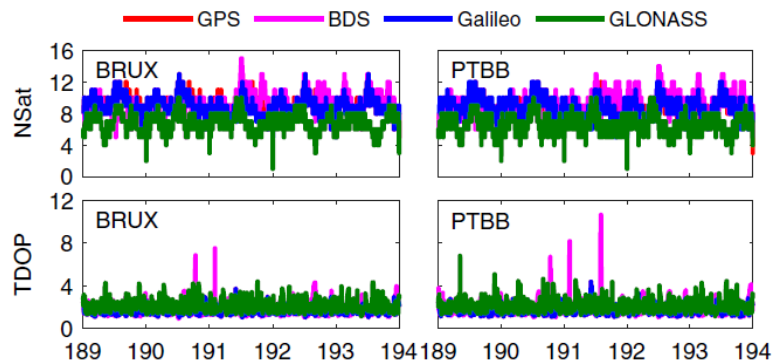 GPS BDS Galileo GLONASS
16 BRUX PTBB
12
NSat
8
4
0
12 BRUX PTBB
8
TDOP
4
0
189 190 191 192 193 194 189 190 191 192 193 194